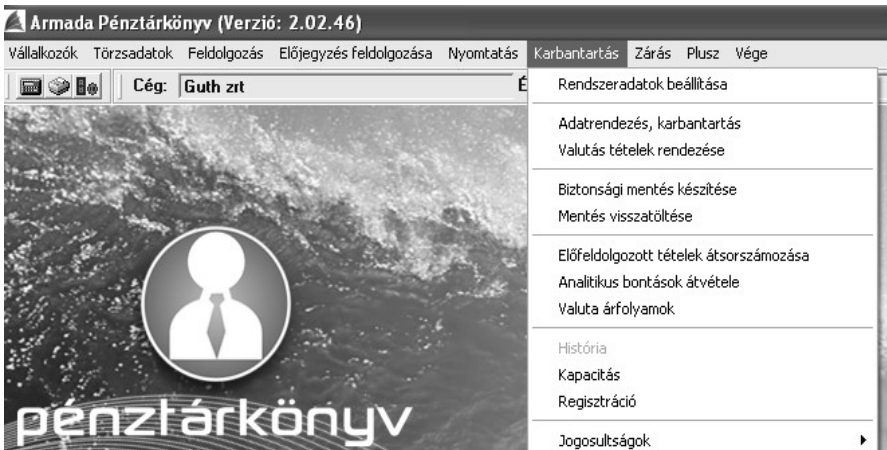 Armada Pénztárkönyv (Verzió: 2.02.46)
Vállalkozók Törzsadatok Feldolgozás Előjegyzés feldolgozása Nyomtatás Karbantartás Zárás Plusz Vége
Cég: Guth zrt É
Rendszeradatok beállítása
Adatrendezés, karbantartás
Valutás tételek rendezése
Biztonsági mentés készítése
Mentés visszatöltése
Előfeldolgozott tételek átsorszámozása
Analitikus bontások átvétele
Valuta árfolyamok
História
Kapacitás
Regisztráció
Jogosultságok
pénztárkönyv